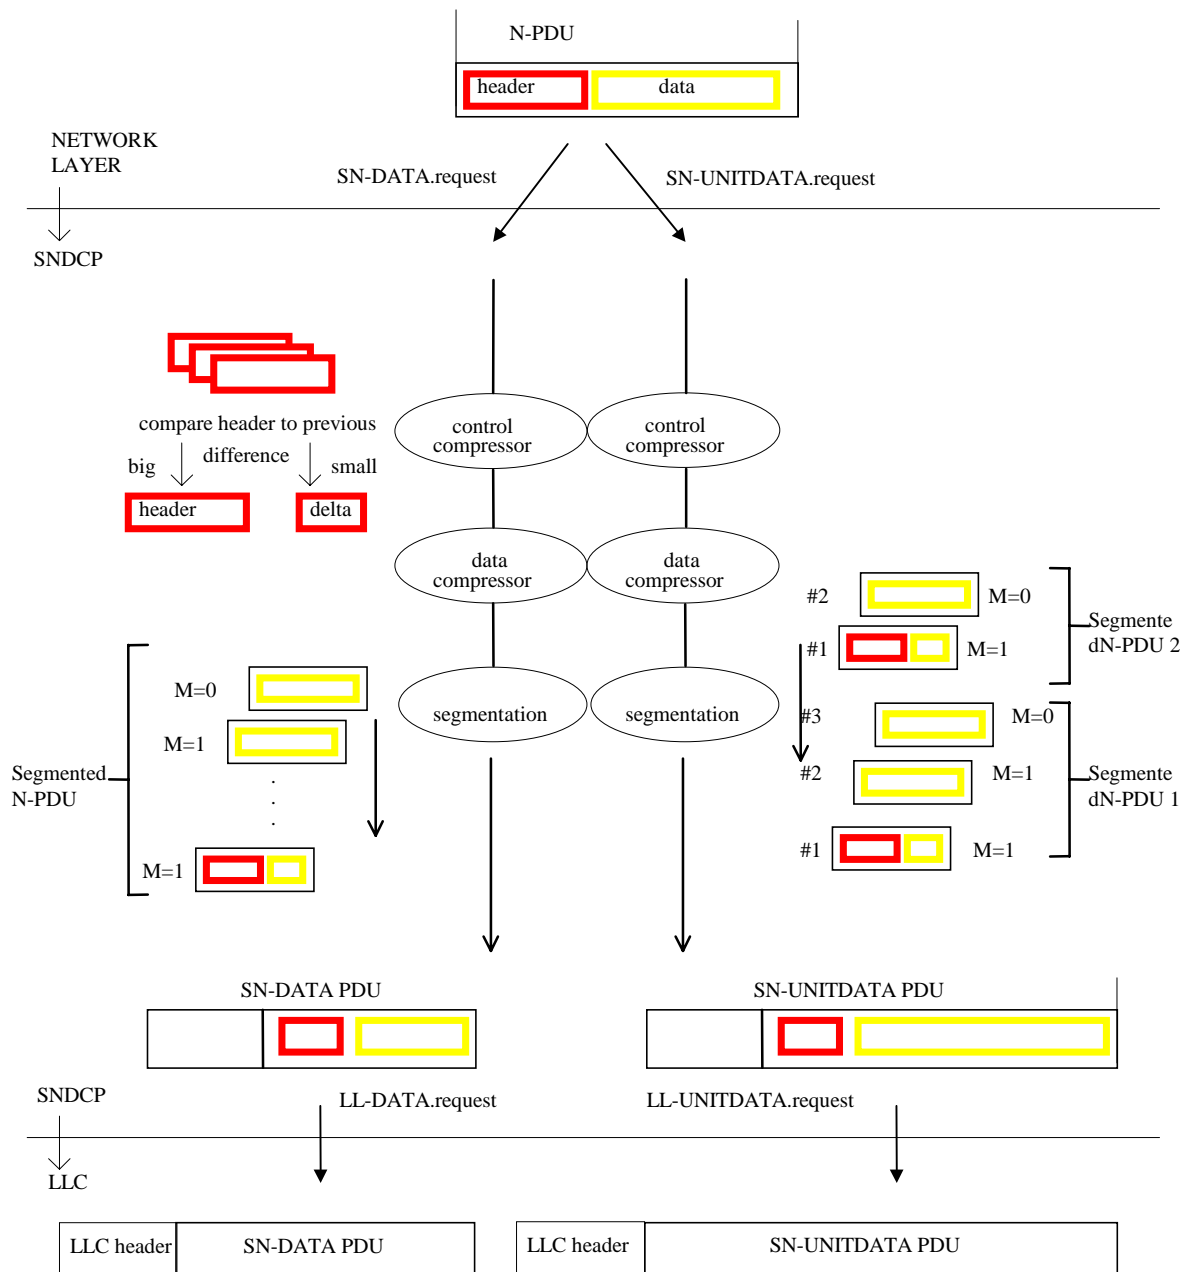 N-PDU
header data
NETWORK
LAYER
SN-DATA.request SN-UNITDATA.request
SNDCP
compare header to previous
difference
big small
header delta
control
compressor
control
compressor
data
compressor
data
compressor
segmentation segmentation
M=0
M=1
.
.
.
M=1
Segmented
N-PDU
#2 M=0
#1 M=1
Segmente
dN-PDU 2
#3 M=0
#2 M=1
#1 M=1
Segmente
dN-PDU 1
SN-DATA PDU SN-UNITDATA PDU
SNDCP
LL-DATA.request LL-UNITDATA.request
LLC
LLC header SN-DATA PDU LLC header SN-UNITDATA PDU